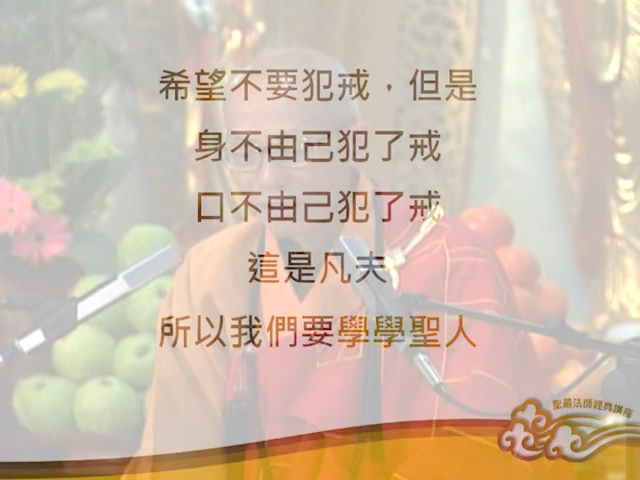 希望不要犯戒，但是
身不由己犯了戒
口不由己犯了戒
這是凡夫
所以我們要學學聖人
聖嚴法師經典講座